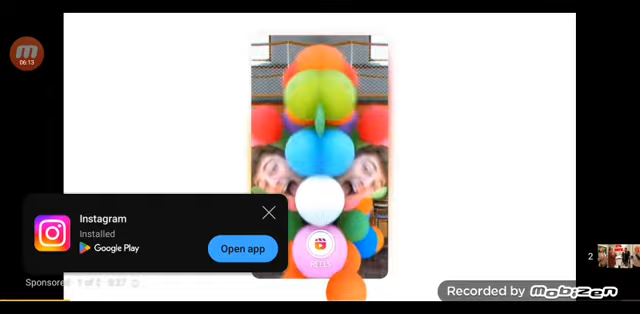 06:13
REELS
Instagram
Installed
Google Play
Open app
2
Sponsored
Recorded by MOBIZEN